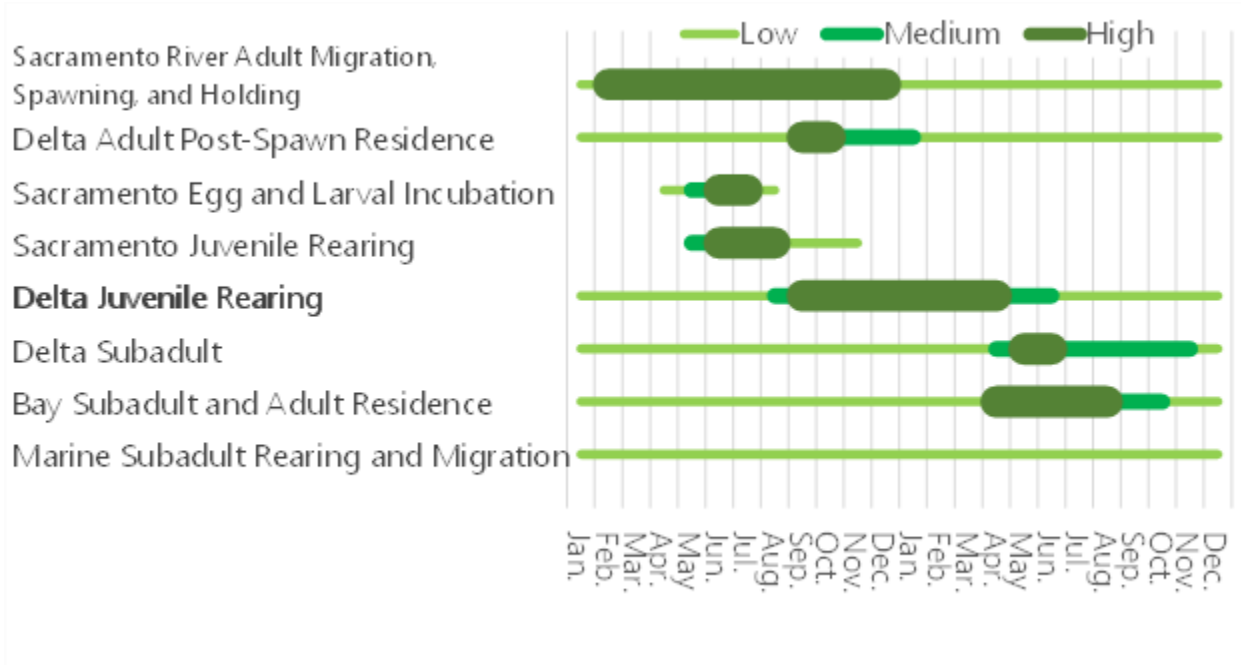 Low Medium High
Sacramento River Adult Migration,
Spawning, and Holding
Delta Adult Post-Spawn Residence
Sacramento Egg and Larval Incubation
Sacramento Juvenile Rearing
Delta Juvenile Rearing
Delta Subadult
Bay Subadult and Adult Residence
Marine Subadult Rearing and Migration
Jan. Feb. Mar. Apr. May Jun. Jul. Aug. Sep. Oct. Nov. Dec. Jan. Feb. Mar. Apr. May Jun. Jul. Aug. Sep. Oct. Nov. Dec.